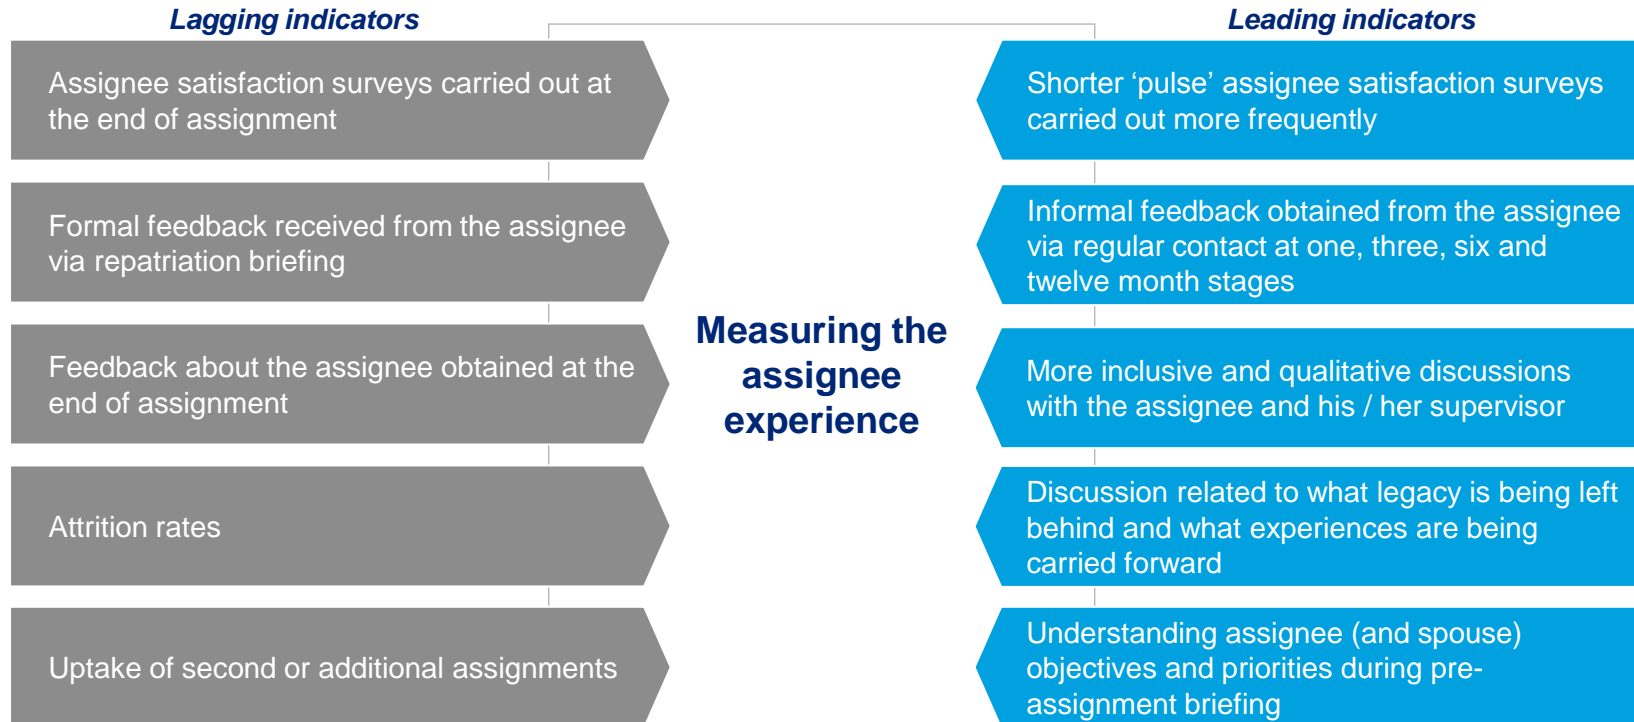 Lagging indicators
Assignee satisfaction surveys carried out at
the end of assignment
Formal feedback received from the assignee
via repatriation briefing
Feedback about the assignee obtained at the
end of assignment
Attrition rates
Uptake of second or additional assignments
Measuring the
assignee
experience
Leading indicators
Shorter ‘pulse’ assignee satisfaction surveys
carried out more frequently
Informal feedback obtained from the assignee
via regular contact at one, three, six and
twelve month stages
More inclusive and qualitative discussions
with the assignee and his / her supervisor
Discussion related to what legacy is being left
behind and what experiences are being
carried forward
Understanding assignee (and spouse)
objectives and priorities during pre-
assignment briefing